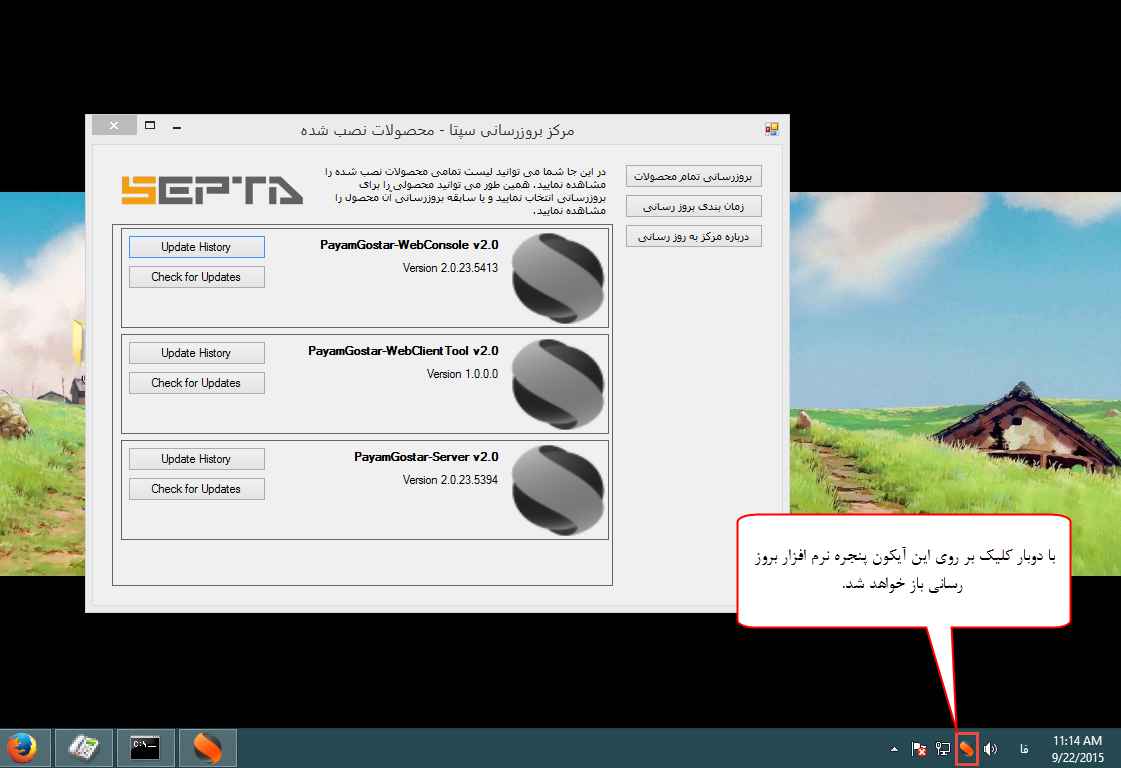 مرکز بروزرسانی سپتا - محصولات نصب شده
SEPTA
در این جا شما می توانید لیست تمامی محصولات نصب شده را
مشاهده نمایید. همین طور می توانید محصولی را برای
بروزرسانی انتخاب نمایید و یا سابقه بروزرسانی آن محصول را
مشاهده نمایید.
بروزرسانی تمام محصولات
زمان بندی بروز رسانی
درباره مرکز به روز رسانی
PayamGostar-WebConsole v2.0
Version 2.0.23.5413
Update History
Check for Updates
PayamGostar-WebClientTool v2.0
Version 1.0.0.0
Update History
Check for Updates
PayamGostar-Server v2.0
Version 2.0.23.5394
Update History
Check for Updates
با دوبار کلیک بر روی این آیکون پنجره نرم افزار بروز
رسانی باز خواهد شد.
C:\
فا
11:14 AM
9/22/2015